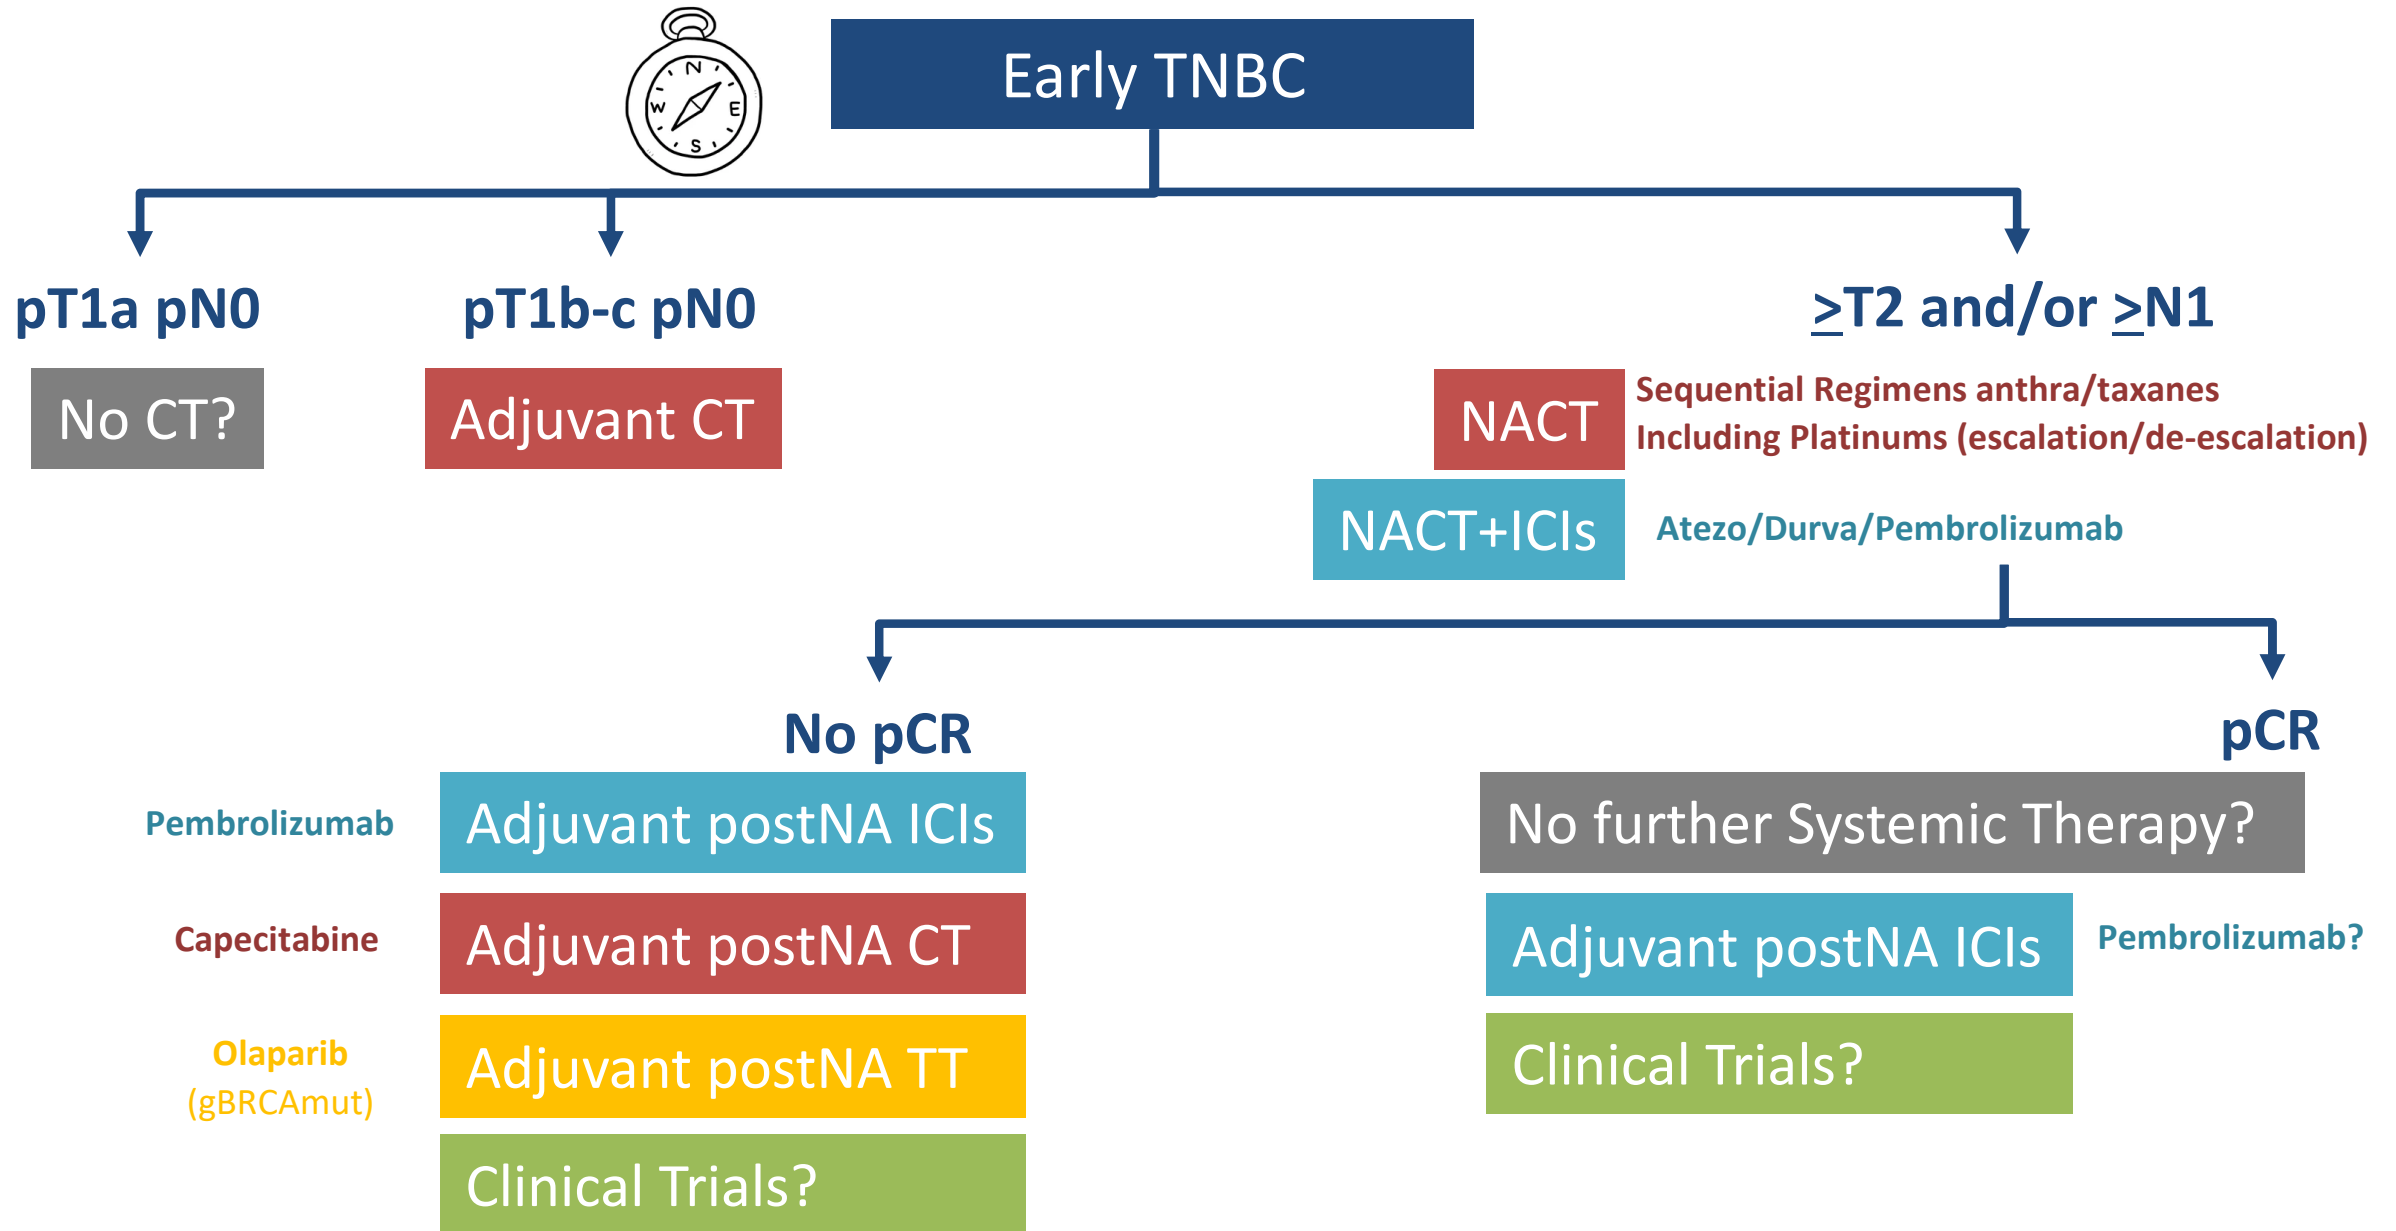 Early TNBC
N
W
E
S
pT1a pN0
pT1b-c pN0
≥T2 and/or ≥N1
No CT?
Adjuvant CT
NACT
Sequential Regimens anthra/taxanes
Including Platinums (escalation/de-escalation)
NACT+ICIs
Atezo/Durva/Pembrolizumab
No pCR
pCR
Pembrolizumab
Adjuvant postNA ICIs
Capecitabine
Adjuvant postNA CT
Olaparib
(gBRCAmut)
Adjuvant postNA TT
Clinical Trials?
No further Systemic Therapy?
Adjuvant postNA ICIs
Pembrolizumab?
Clinical Trials?